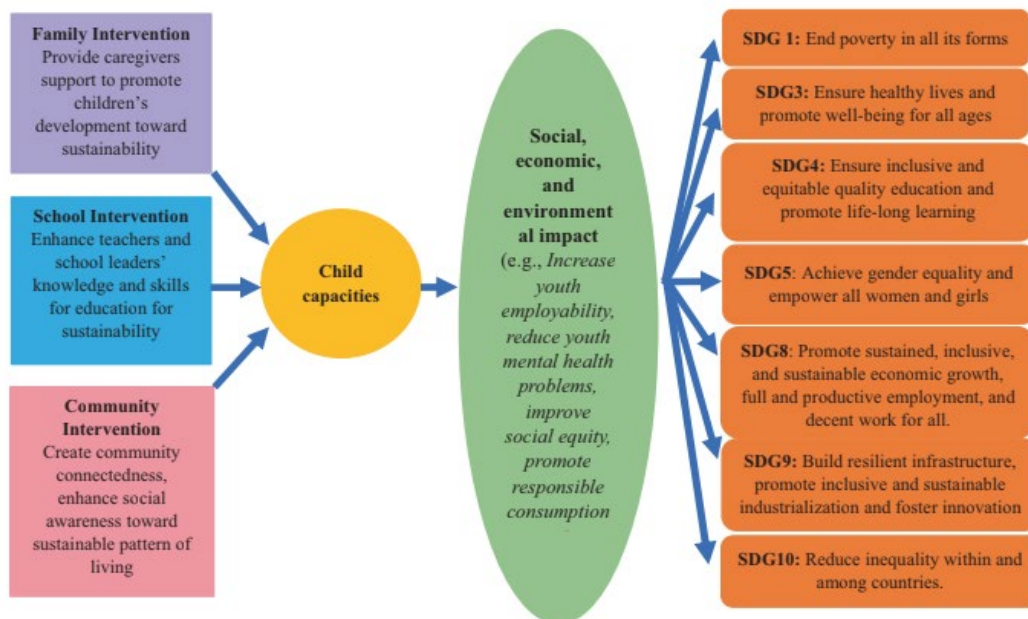 Family Intervention
Provide caregivers
support to promote
children's
development toward
sustainability
School Intervention
Enhance teachers and
school leaders'
knowledge and skills
for education for
sustainability
Community
Intervention
Create community
connectedness,
enhance social
awareness toward
sustainable pattern of
living
Child
capacities
Social,
economic,
and
environment
al impact
(e.g., Increase
youth
employability,
reduce youth
mental health
problems,
improve
social equity,
promote
responsible
consumption
SDG 1: End poverty in all its forms
SDG3: Ensure healthy lives and
promote well-being for all ages
SDG4: Ensure inclusive and
equitable quality education and
promote life-long learning
SDG5: Achieve gender equality and
empower all women and girls
SDG8: Promote sustained, inclusive,
and sustainable economic growth,
full and productive employment, and
decent work for all.
SDG9: Build resilient infrastructure,
promote inclusive and sustainable
industrialization and foster innovation
SDG10: Reduce inequality within and
among countries.